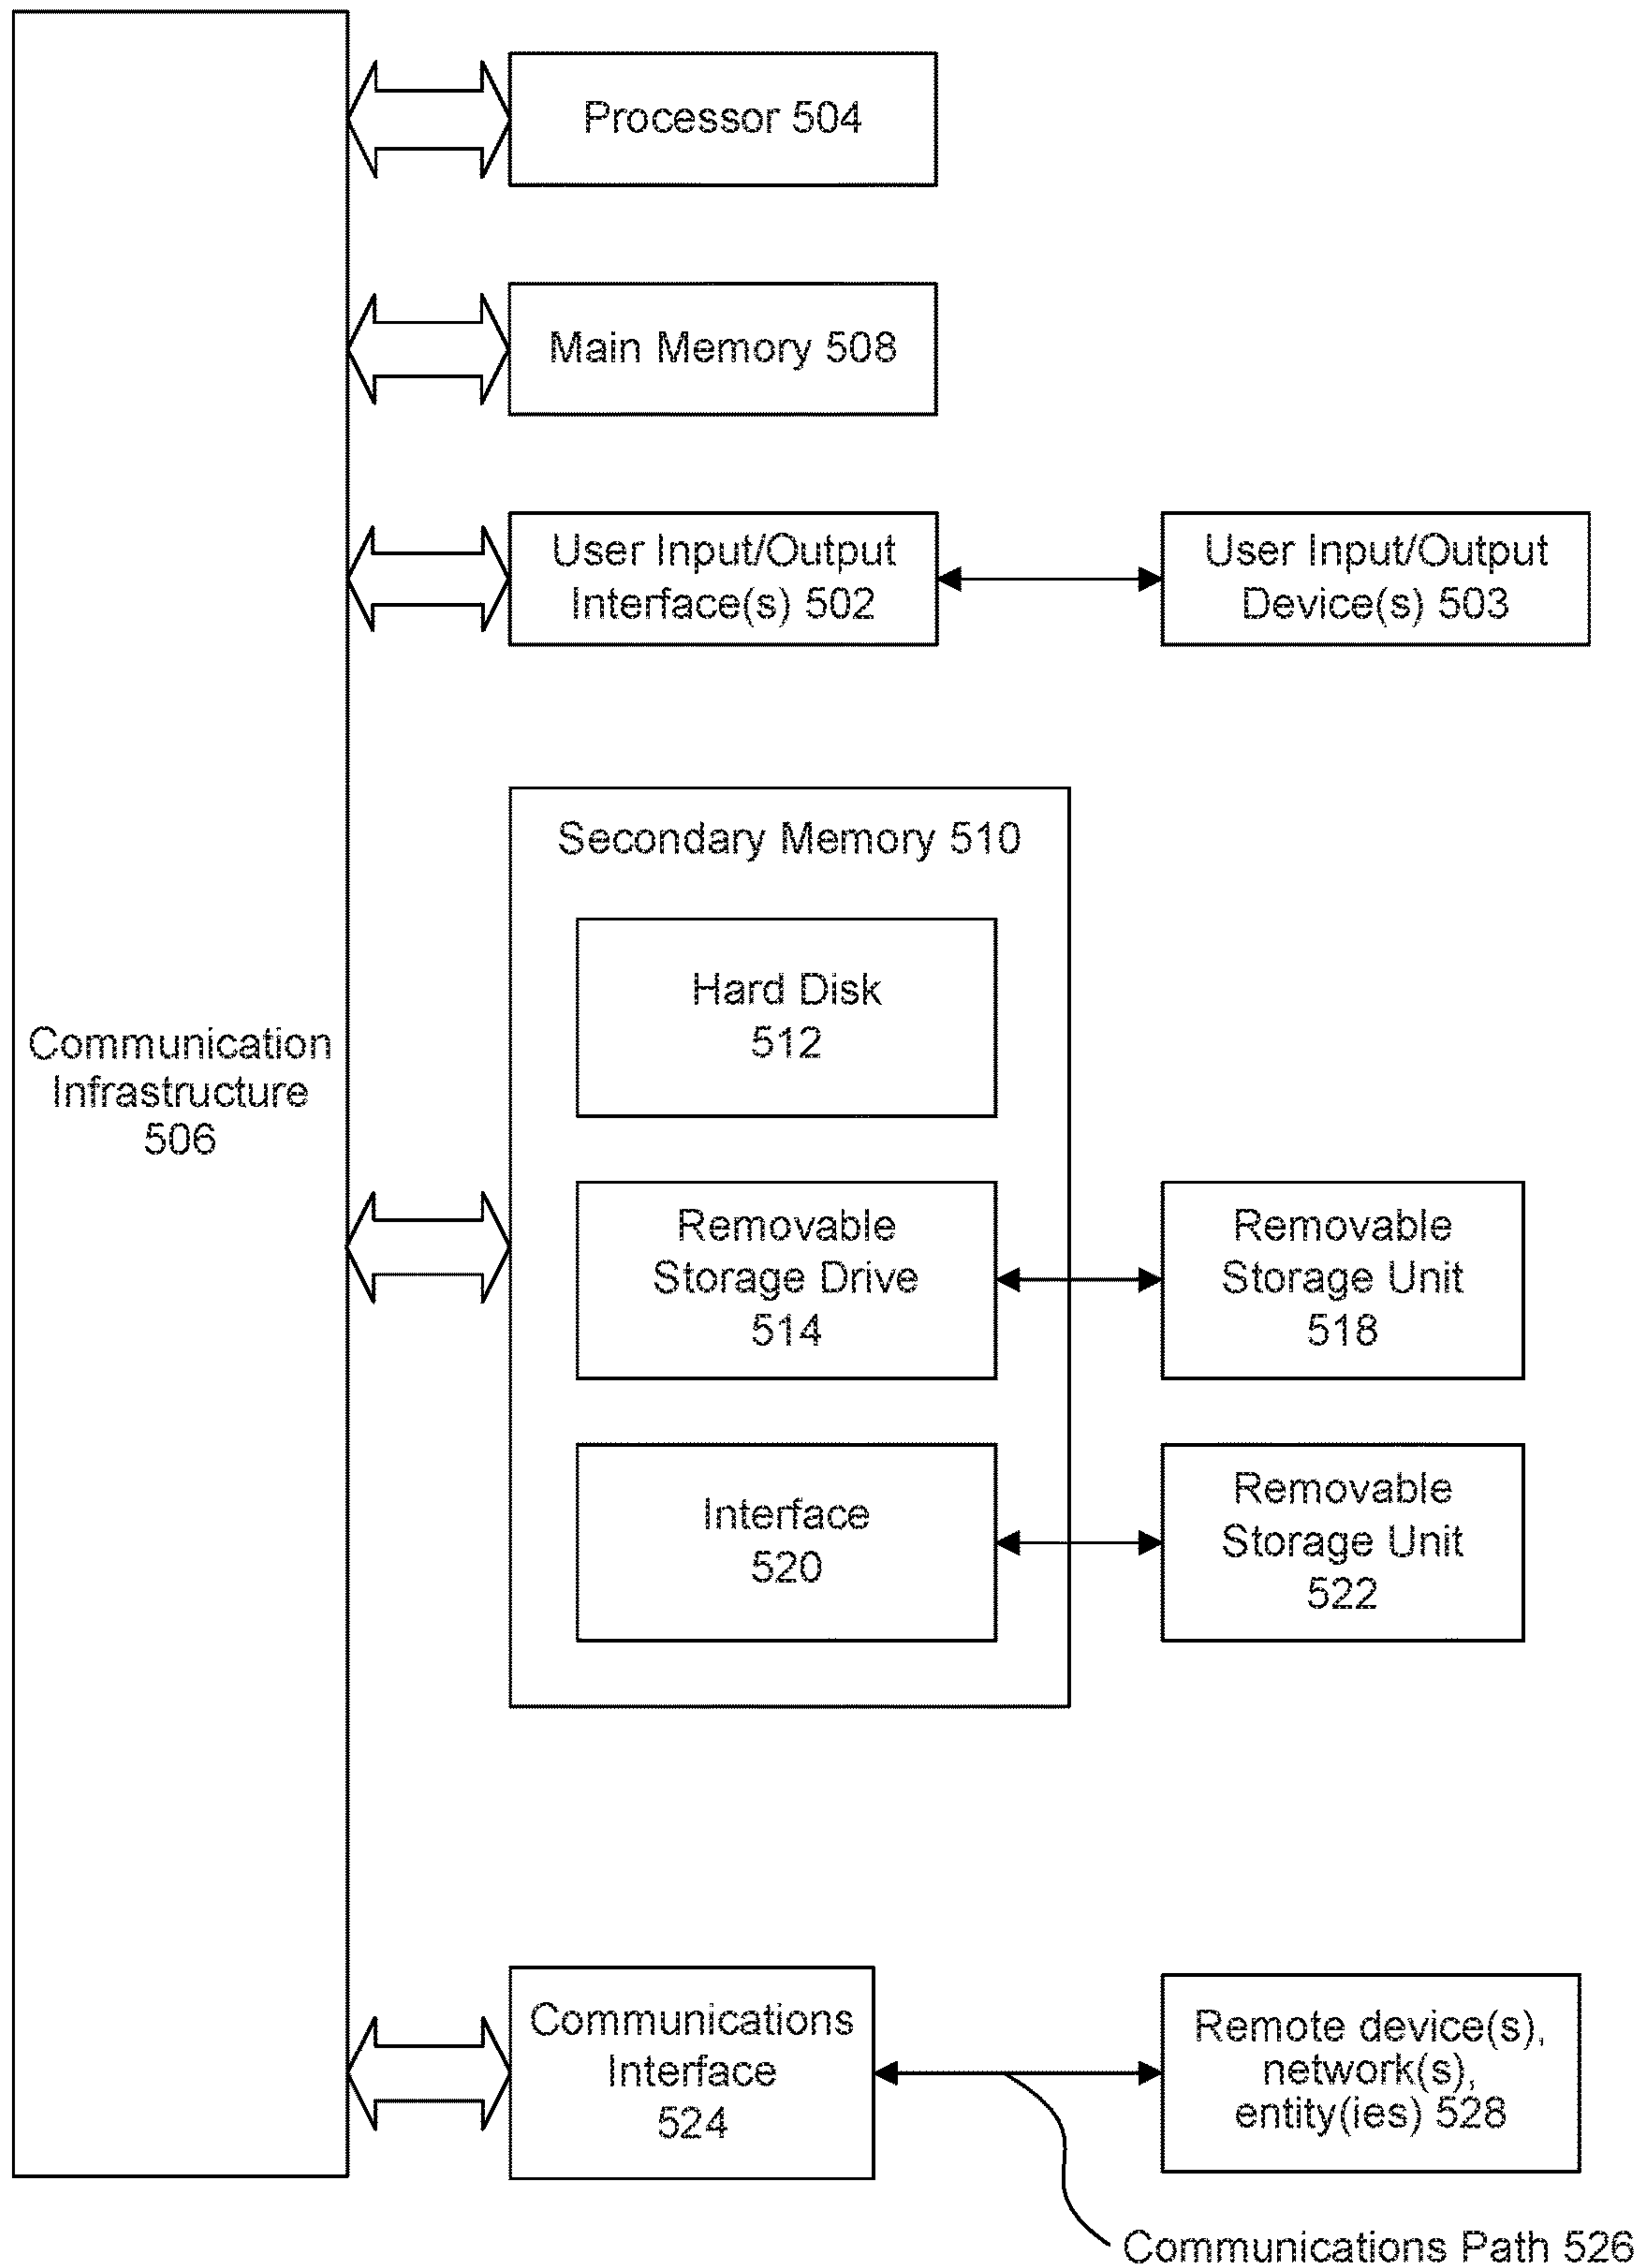 Processor 504
Main Memory 508
User Input/Output
Interface(s) 502
User Input/Output
Device(s) 503
Secondary Memory 510
Hard Disk
512
Communication
Infrastructure
506
Removable
Storage Drive
514
Removable
Storage Unit
518
Interface
520
Removable
Storage Unit
522
Communications
Interface
524
Remote device(s),
network(s),
entity(ies) 528
Communications Path 526